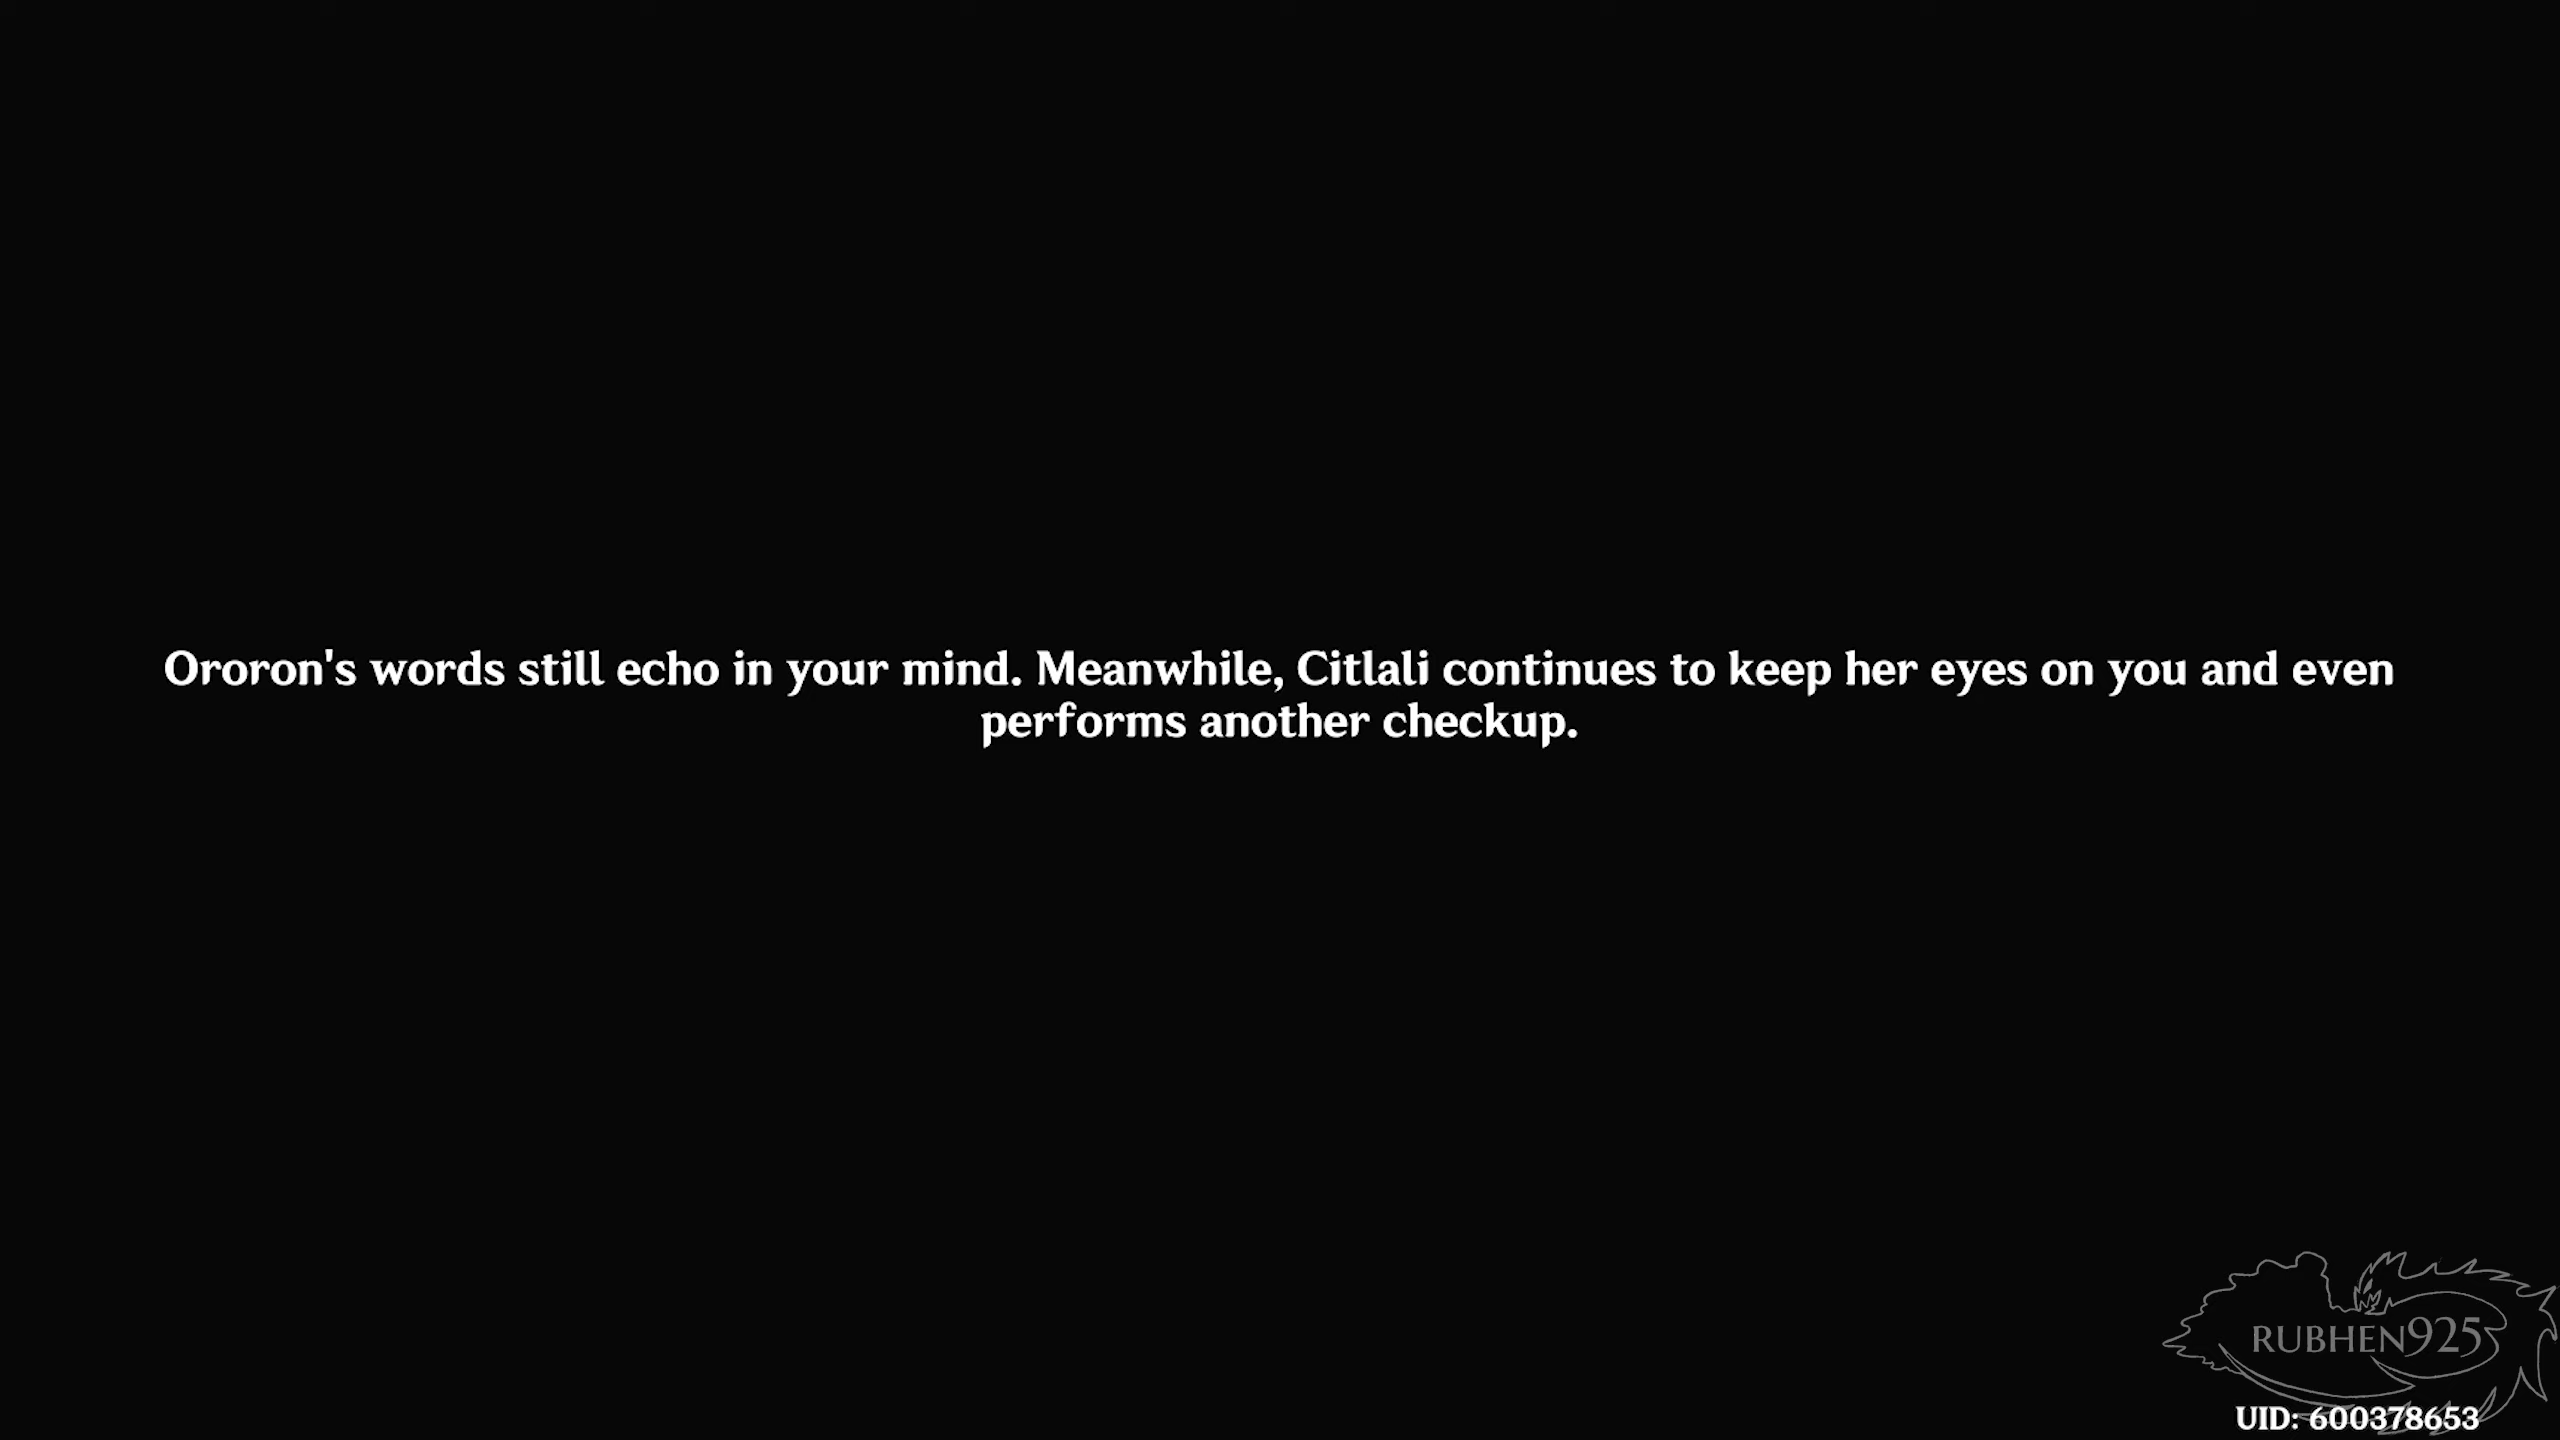 Ororon's words still echo in your mind. Meanwhile, Citlali continues to keep her eyes on you and even
performs another checkup.
RUBHEN925
UID: 600378653